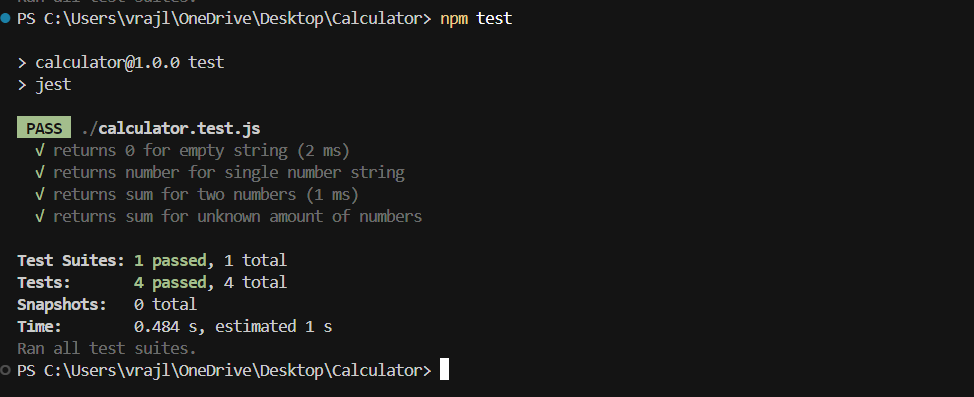 Ran all test suites.
PS C:\Users\vrajl\OneDrive\Desktop\Calculator> npm test
> calculator@1.0.0 test
> jest
PASS ./calculator.test.js
√ returns 0 for empty string (2 ms)
√ returns number for single number string
√ returns sum for two numbers (1 ms)
√ returns sum for unknown amount of numbers
Test Suites: 1 passed, 1 total
Tests: 4 passed, 4 total
Snapshots: 0 total
Time: 0.484 s, estimated 1 s
Ran all test suites.
PS C:\Users\vrajl\OneDrive\Desktop\Calculator>